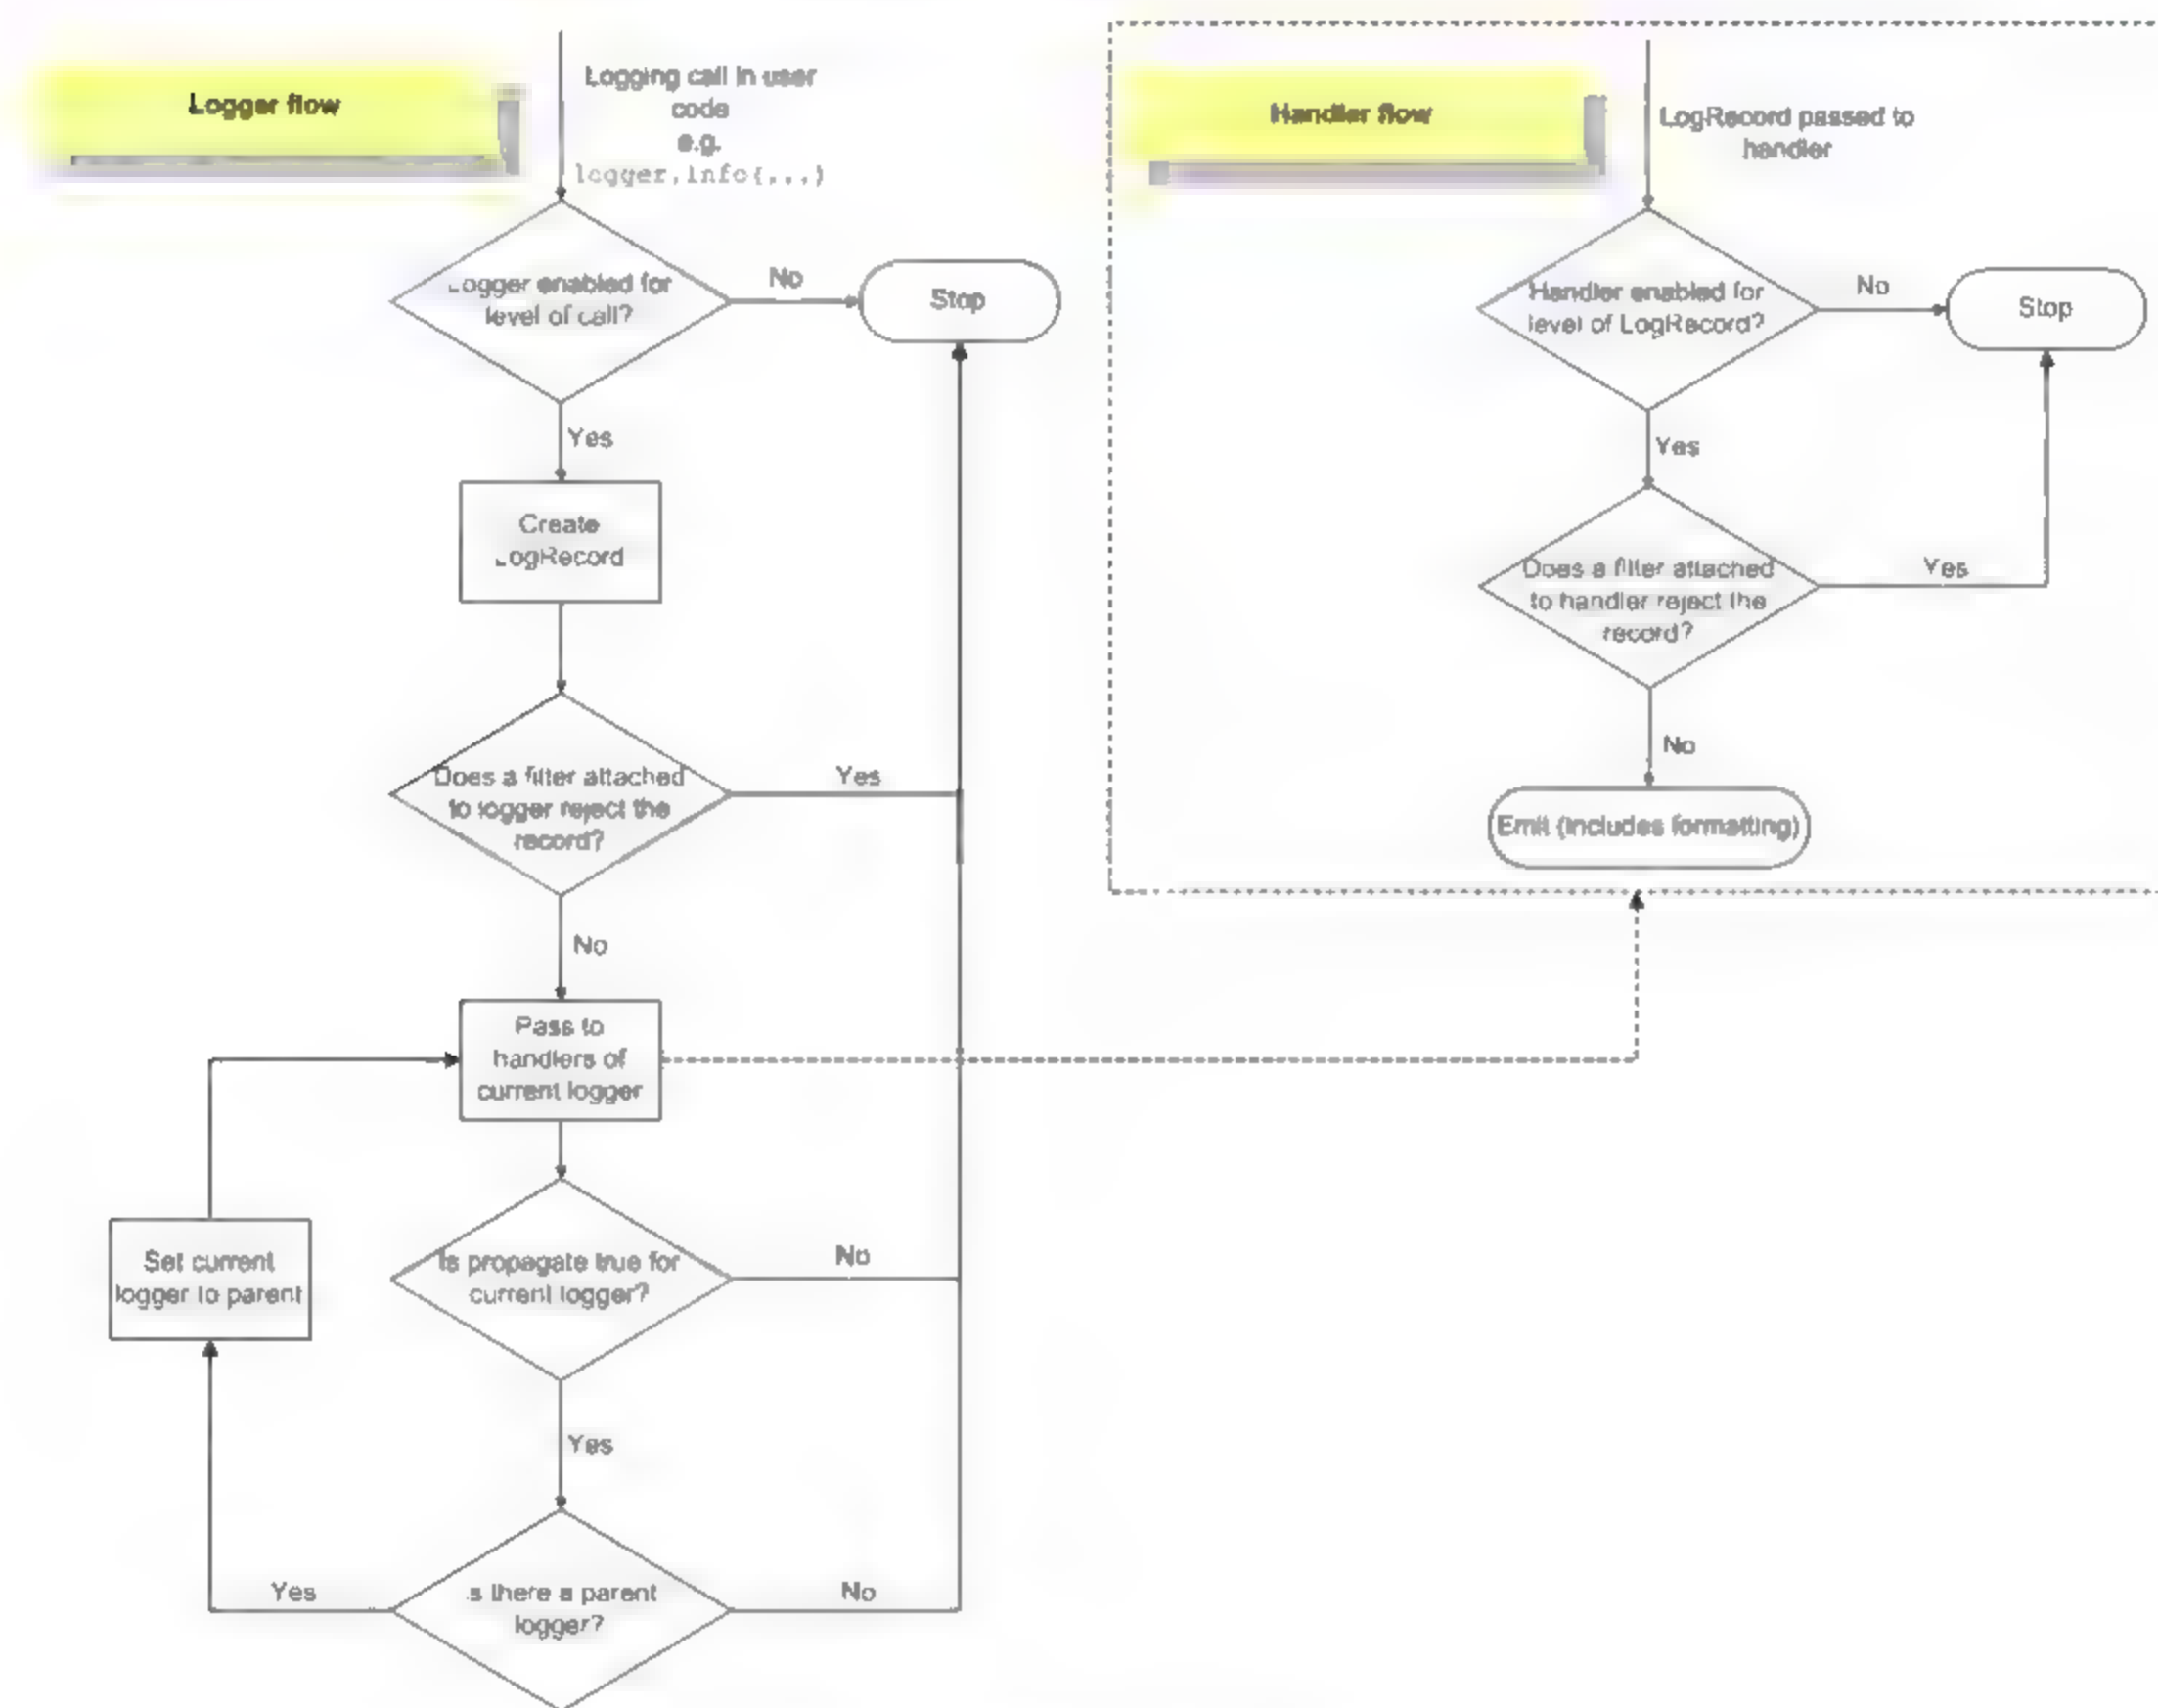 Logger flow
Logging call in user
code
e.g.
logger.info(...)
Logger enabled for
level of call?
No
Stop
Yes
Create
LogRecord
Does a filter attached
to logger reject the
record?
Yes
No
Pass to
handlers of
current logger
Set current
logger to parent
Is propagate true for
current logger?
No
Yes
Is there a parent
logger?
Yes
No
Handler flow
LogRecord passed to
handler
Handler enabled for
level of LogRecord?
No
Stop
Yes
Does a filter attached
to handler reject the
record?
Yes
No
Emit (includes formatting)